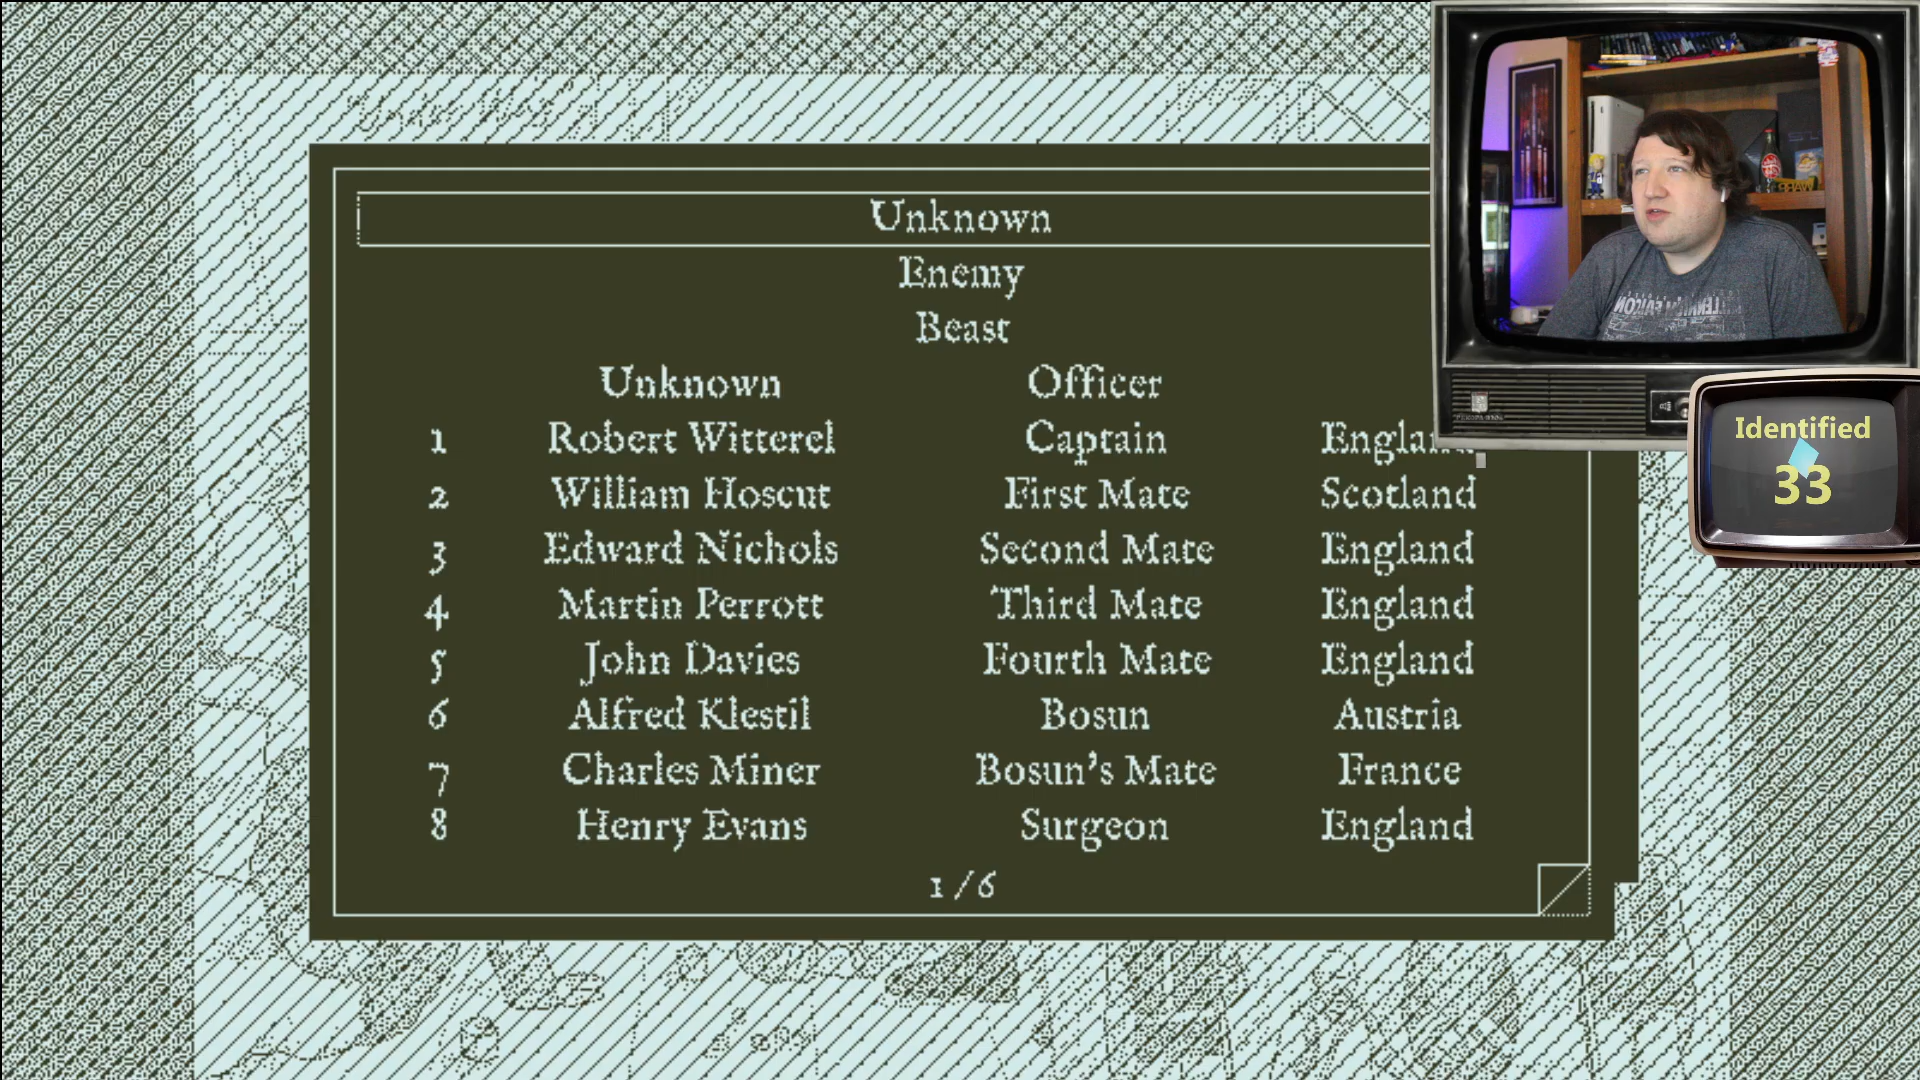 Unknown
Enemy
Beast
Unknown Officer
1 Robert Witterel Captain England
2 William Hoscut First Mate Scotland
3 Edward Nichols Second Mate England
4 Martin Perrott Third Mate England
5 John Davies Fourth Mate England
6 Alfred Klestil Bosun Austria
7 Charles Miner Bosun's Mate France
8 Henry Evans Surgeon England
1/6
Identified
33